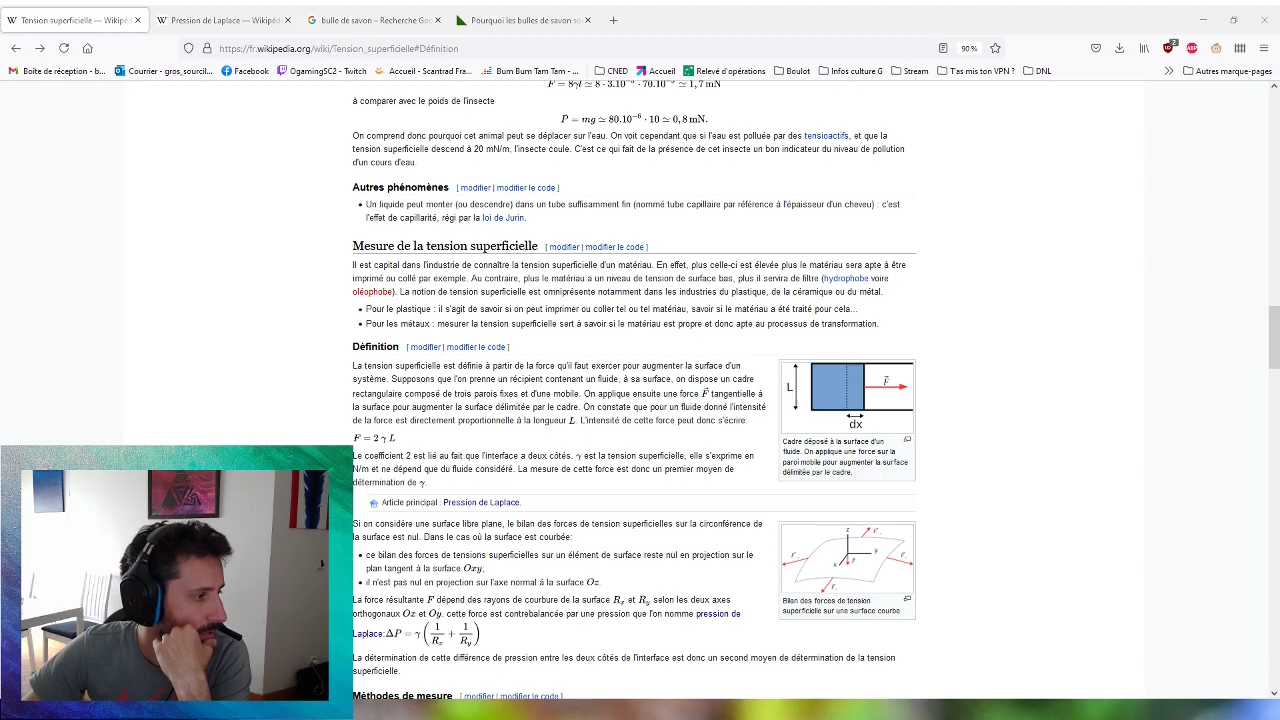 Tension superficielle — Wikipéd
Pression de Laplace — Wikipéd
bulle de savon – Recherche Goo
Pourquoi les bulles de savon so
https://fr.wikipedia.org/wiki/Tension_superficielle#Définition
90 %
2
ABP
Boîte de réception - b...
Courrier - gros_sourcil...
Facebook
OgamingSC2 - Twitch
Accueil - Scantrad Fra...
Bum Bum Tam Tam - ...
CNED
Accueil
Relevé d'opérations
Boulot
Infos culture G
Stream
T'as mis ton VPN ?
DNL
Autres marque-pages
F = 8γl ≃ 8 · 3.10⁻³ · 70.10⁻³ ≃ 1,7 mN
à comparer avec le poids de l'insecte
P = mg ≃ 80.10⁻⁶ · 10 ≃ 0,8 mN.
On comprend donc pourquoi cet animal peut se déplacer sur l'eau. On voit cependant que si l'eau est polluée par des tensioactifs, et que la
tension superficielle descend à 20 mN/m, l'insecte coule. C'est ce qui fait de la présence de cet insecte un bon indicateur du niveau de pollution
d'un cours d'eau.
Autres phénomènes [ modifier | modifier le code ]
• Un liquide peut monter (ou descendre) dans un tube suffisamment fin (nommé tube capillaire par référence à l'épaisseur d'un cheveu) : c'est
l'effet de capillarité, régi par la loi de Jurin.
Mesure de la tension superficielle [ modifier | modifier le code ]
Il est capital dans l'industrie de connaître la tension superficielle d'un matériau. En effet, plus celle-ci est élevée plus le matériau sera apte à être
imprimé ou collé par exemple. Au contraire, plus le matériau a un niveau de tension de surface bas, plus il servira de filtre (hydrophobe voire
oléophobe). La notion de tension superficielle est omniprésente notamment dans les industries du plastique, de la céramique ou du métal.
• Pour le plastique : il s'agit de savoir si on peut imprimer ou coller tel ou tel matériau, savoir si le matériau a été traité pour cela…
• Pour les métaux : mesurer la tension superficielle sert à savoir si le matériau est propre et donc apte au processus de transformation.
Définition [ modifier | modifier le code ]
La tension superficielle est définie à partir de la force qu'il faut exercer pour augmenter la surface d'un
système. Supposons que l'on prenne un récipient contenant un fluide, à sa surface, on dispose un cadre
rectangulaire composé de trois parois fixes et d'une mobile. On applique ensuite une force F⃗ tangentielle à
la surface pour augmenter la surface délimitée par le cadre. On constate que pour un fluide donné l'intensité
de la force est directement proportionnelle à la longueur L. L'intensité de cette force peut donc s'écrire:
F = 2 γ L
Le coefficient 2 est lié au fait que l'interface a deux côtés. γ est la tension superficielle, elle s'exprime en
N/m et ne dépend que du fluide considéré. La mesure de cette force est donc un premier moyen de
détermination de γ.
L
F⃗
dx
Cadre déposé à la surface d'un
fluide. On applique une force sur la
paroi mobile pour augmenter la surface
délimitée par le cadre.
Article principal : Pression de Laplace.
Si on considère une surface libre plane, le bilan des forces de tension superficielles sur la circonférence de
la surface est nul. Dans le cas où la surface est courbée:
• ce bilan des forces de tensions superficielles sur un élément de surface reste nul en projection sur le
plan tangent à la surface Oxy;
• il n'est pas nul en projection sur l'axe normal à la surface Oz.
La force résultante F dépend des rayons de courbure de la surface Rx et Ry selon les deux axes
orthogonaux Ox et Oy. cette force est contrebalancée par une pression que l'on nomme pression de
Laplace: ΔP = γ (1/Rx + 1/Ry)
z
y
x
F
Bilan des forces de tension
superficielle sur une surface courbe.
La détermination de cette différence de pression entre les deux côtés de l'interface est donc un second moyen de détermination de la tension
superficielle.
Méthodes de mesure [ modifier | modifier le code ]